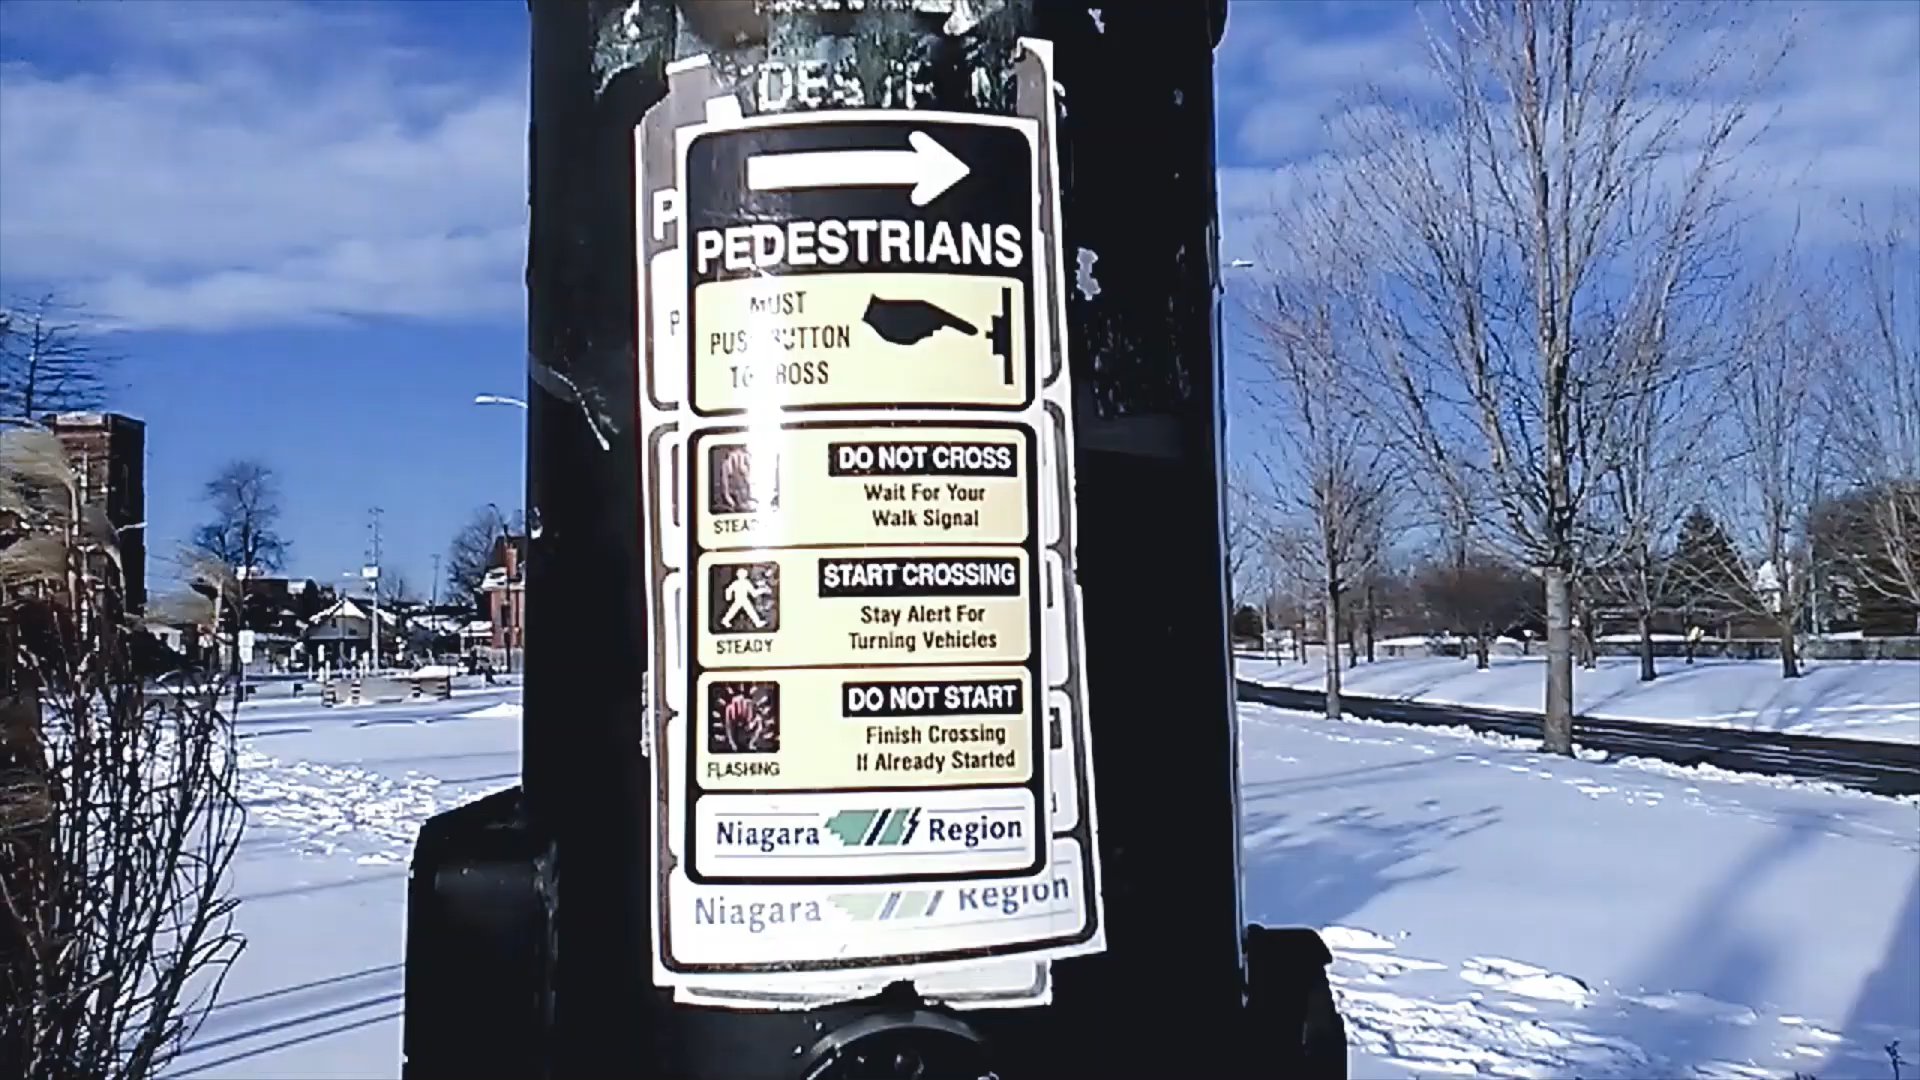 PEDESTRIANS
MUST
PUSH BUTTON
TO CROSS
DO NOT CROSS
Wait For Your
Walk Signal
STEADY
START CROSSING
Stay Alert For
Turning Vehicles
STEADY
DO NOT START
Finish Crossing
If Already Started
FLASHING
Niagara Region
Niagara Region